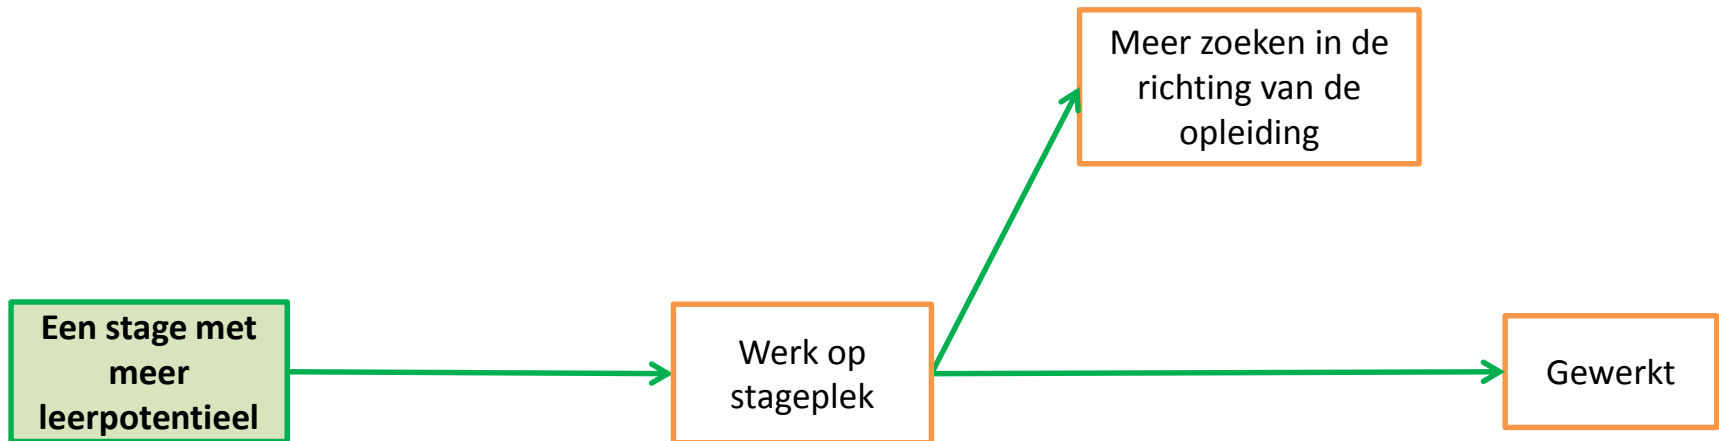 Meer zoeken in de
richting van de
opleiding
Een stage met
meer
leerpotentieel
Werk op
stageplek
Gewerkt